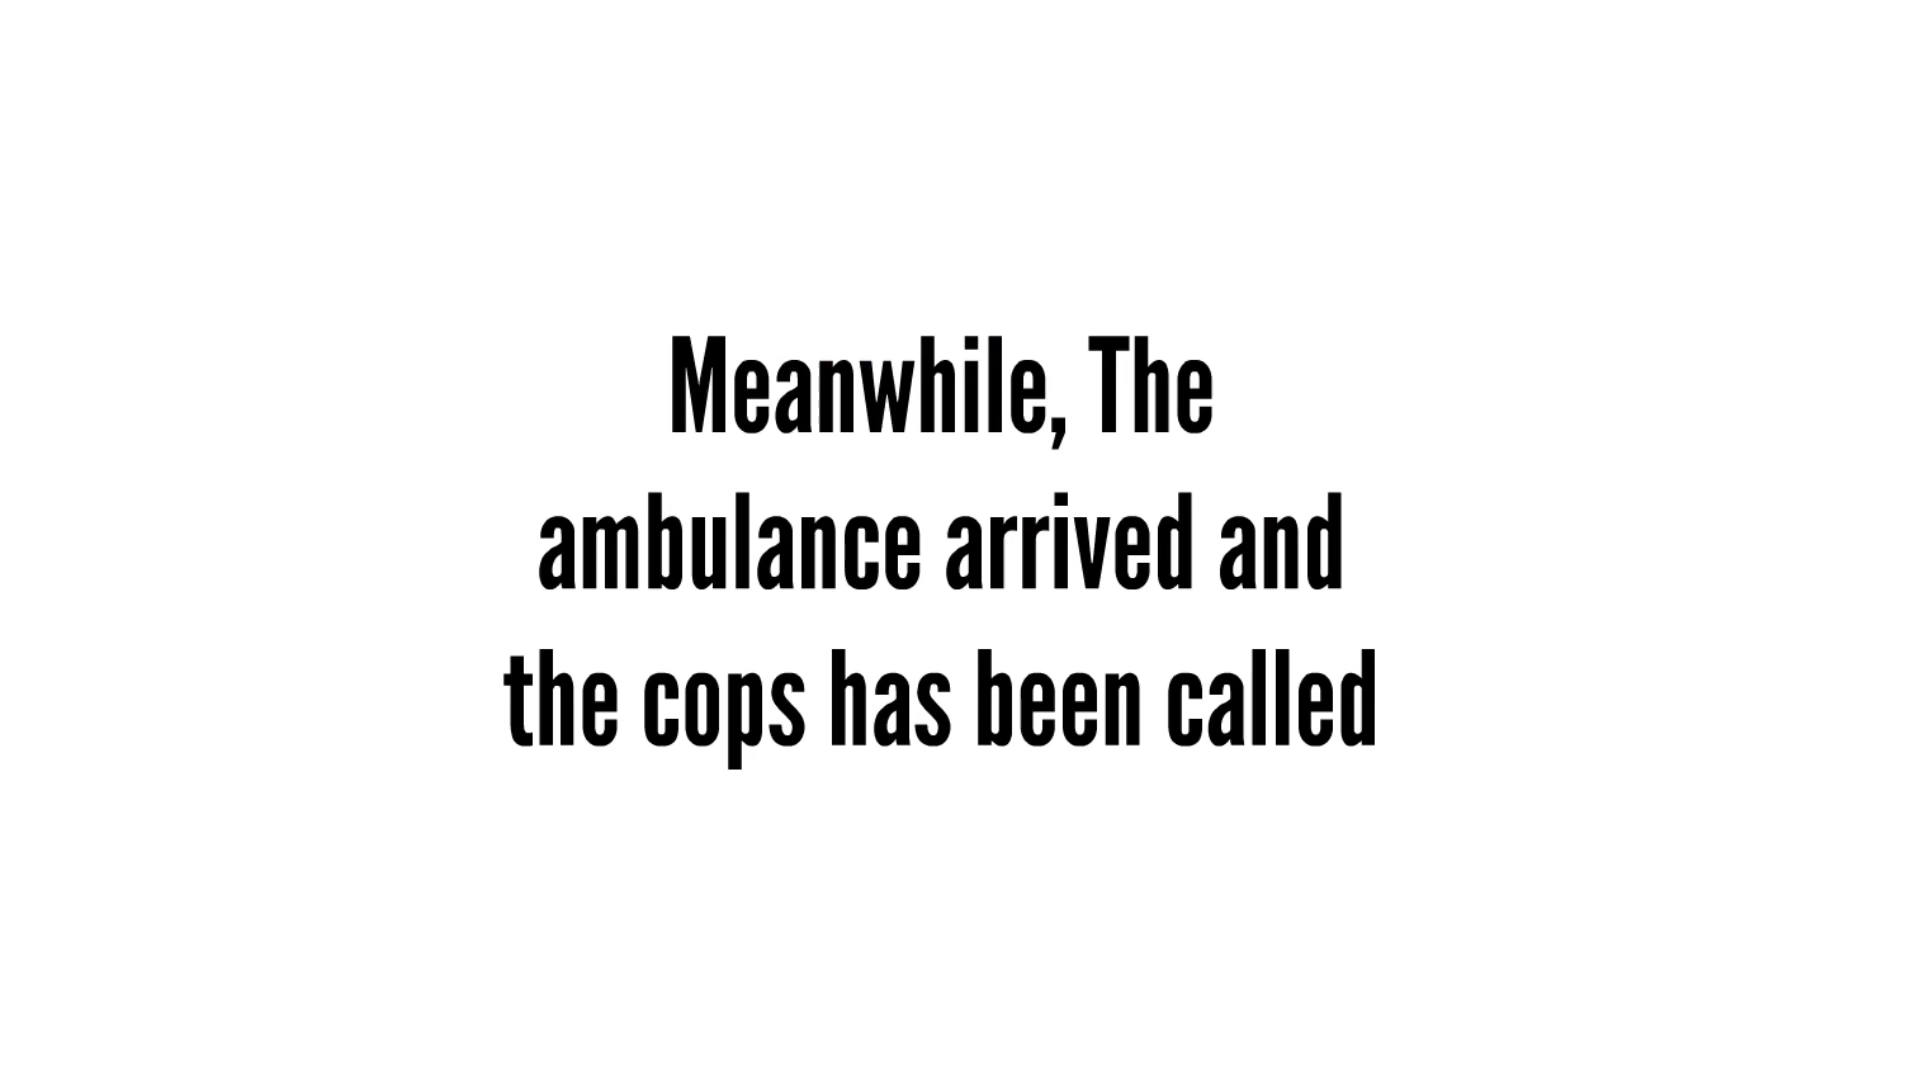 Meanwhile, The
ambulance arrived and
the cops has been called